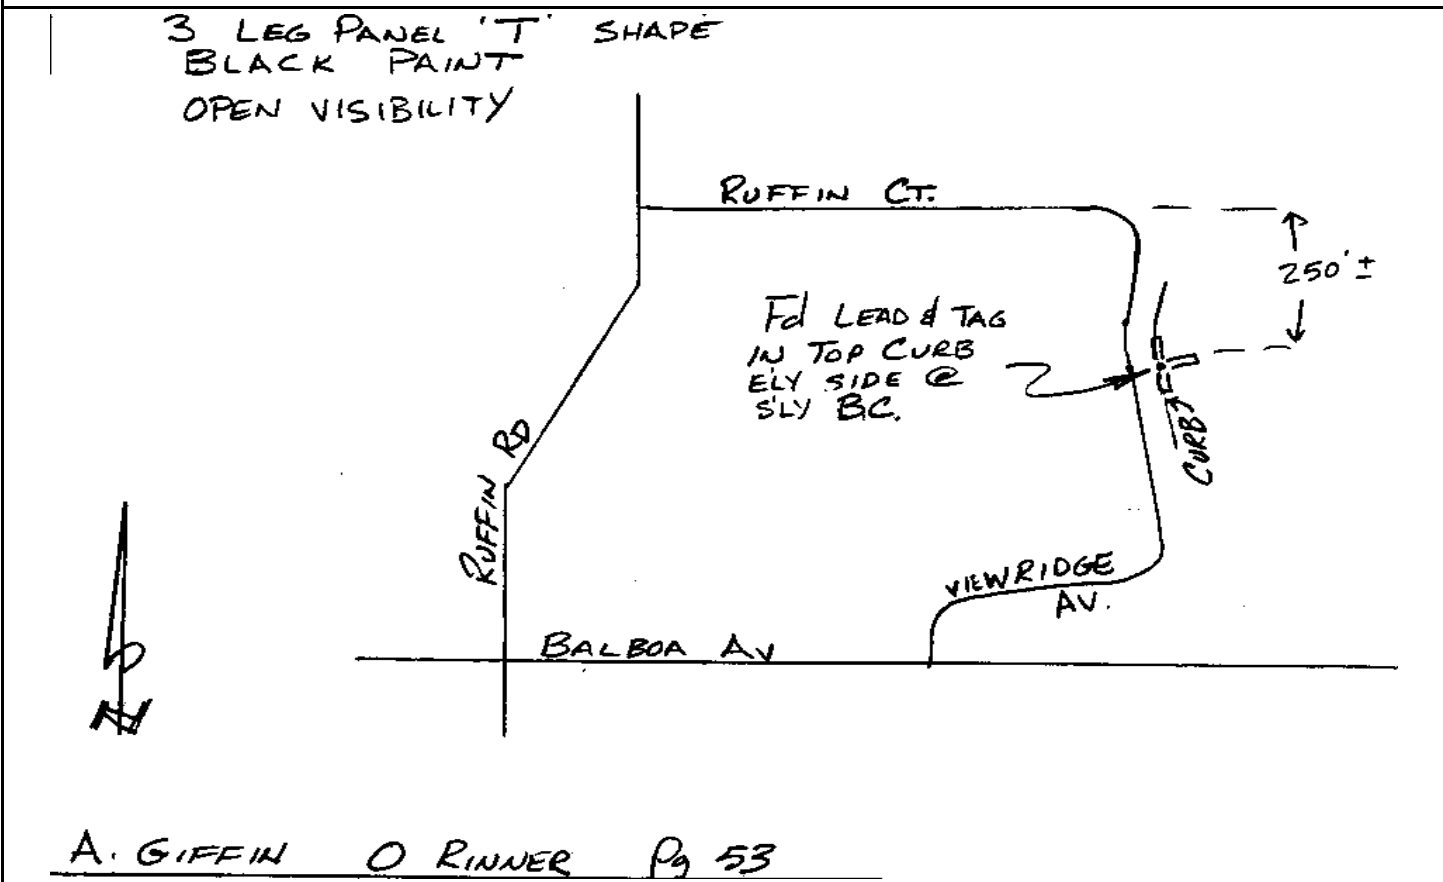 3 LEG PANEL 'T' SHAPE
BLACK PAINT
OPEN VISIBILITY
RUFFIN CT.
250' ±
Fd LEAD & TAG
IN TOP CURB
ELY SIDE @
S'LY B.C.
CURB
RUFFIN RD
VIEWRIDGE
AV.
BALBOA AV
N
A. GIFFIN O RINNER Pg 53